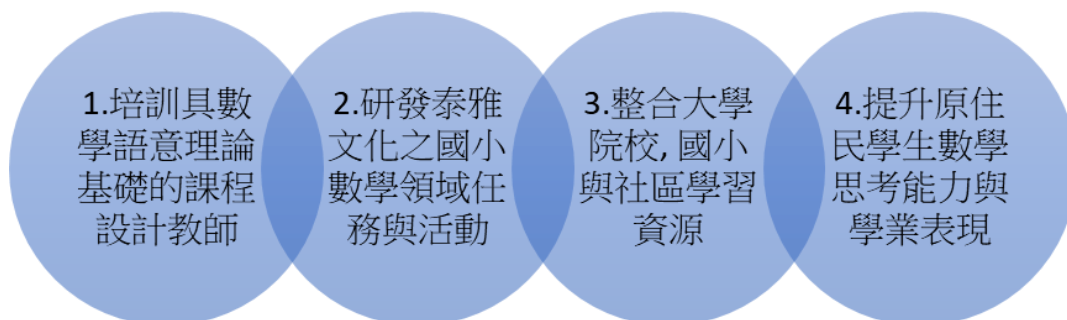 1.培訓具數
學語意理論
基礎的課程
設計教師
2.研發泰雅
文化之國小
數學領域任
務與活動
3.整合大學
院校, 國小
與社區學習
資源
4.提升原住
民學生數學
思考能力與
學業表現